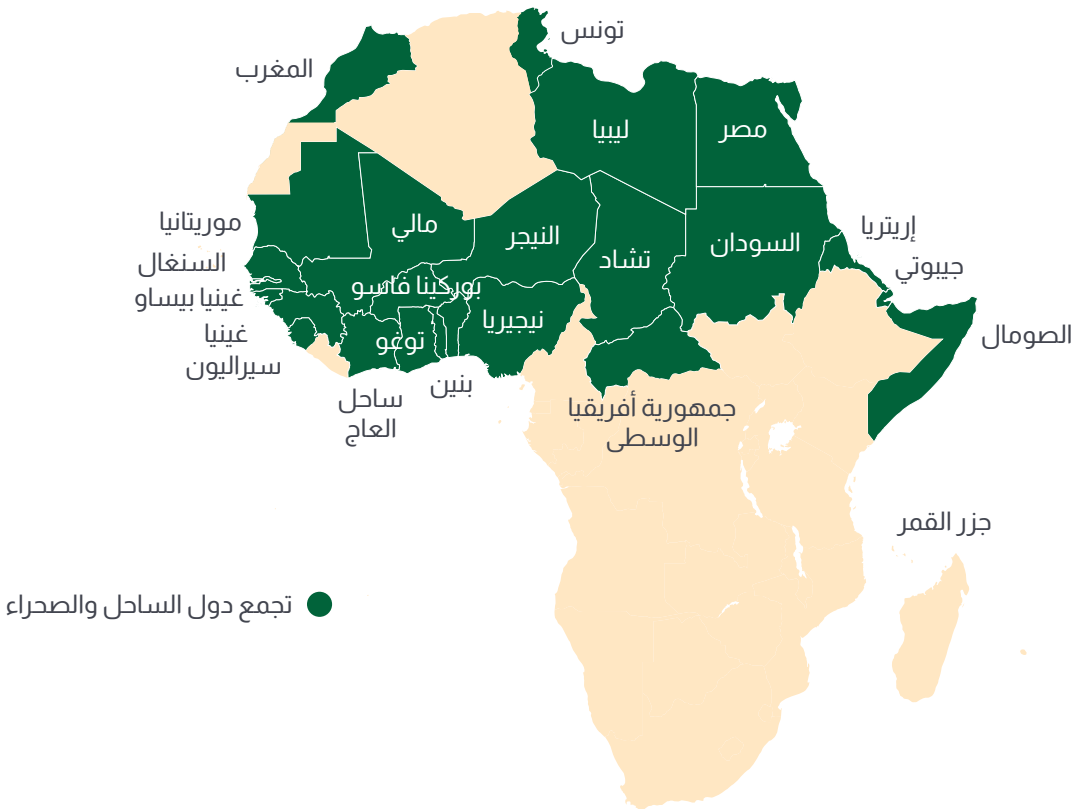 تونس
المغرب
ليبيا
مصر
موريتانيا
مالي
النيجر
تشاد
السودان
إريتريا
السنغال
جيبوتي
غينيا بيساو
بوركينا فاسو
نيجيريا
غينيا
توغو
الصومال
سيراليون
بنين
ساحل
العاج
جمهورية أفريقيا
الوسطى
جزر القمر
تجمع دول الساحل والصحراء